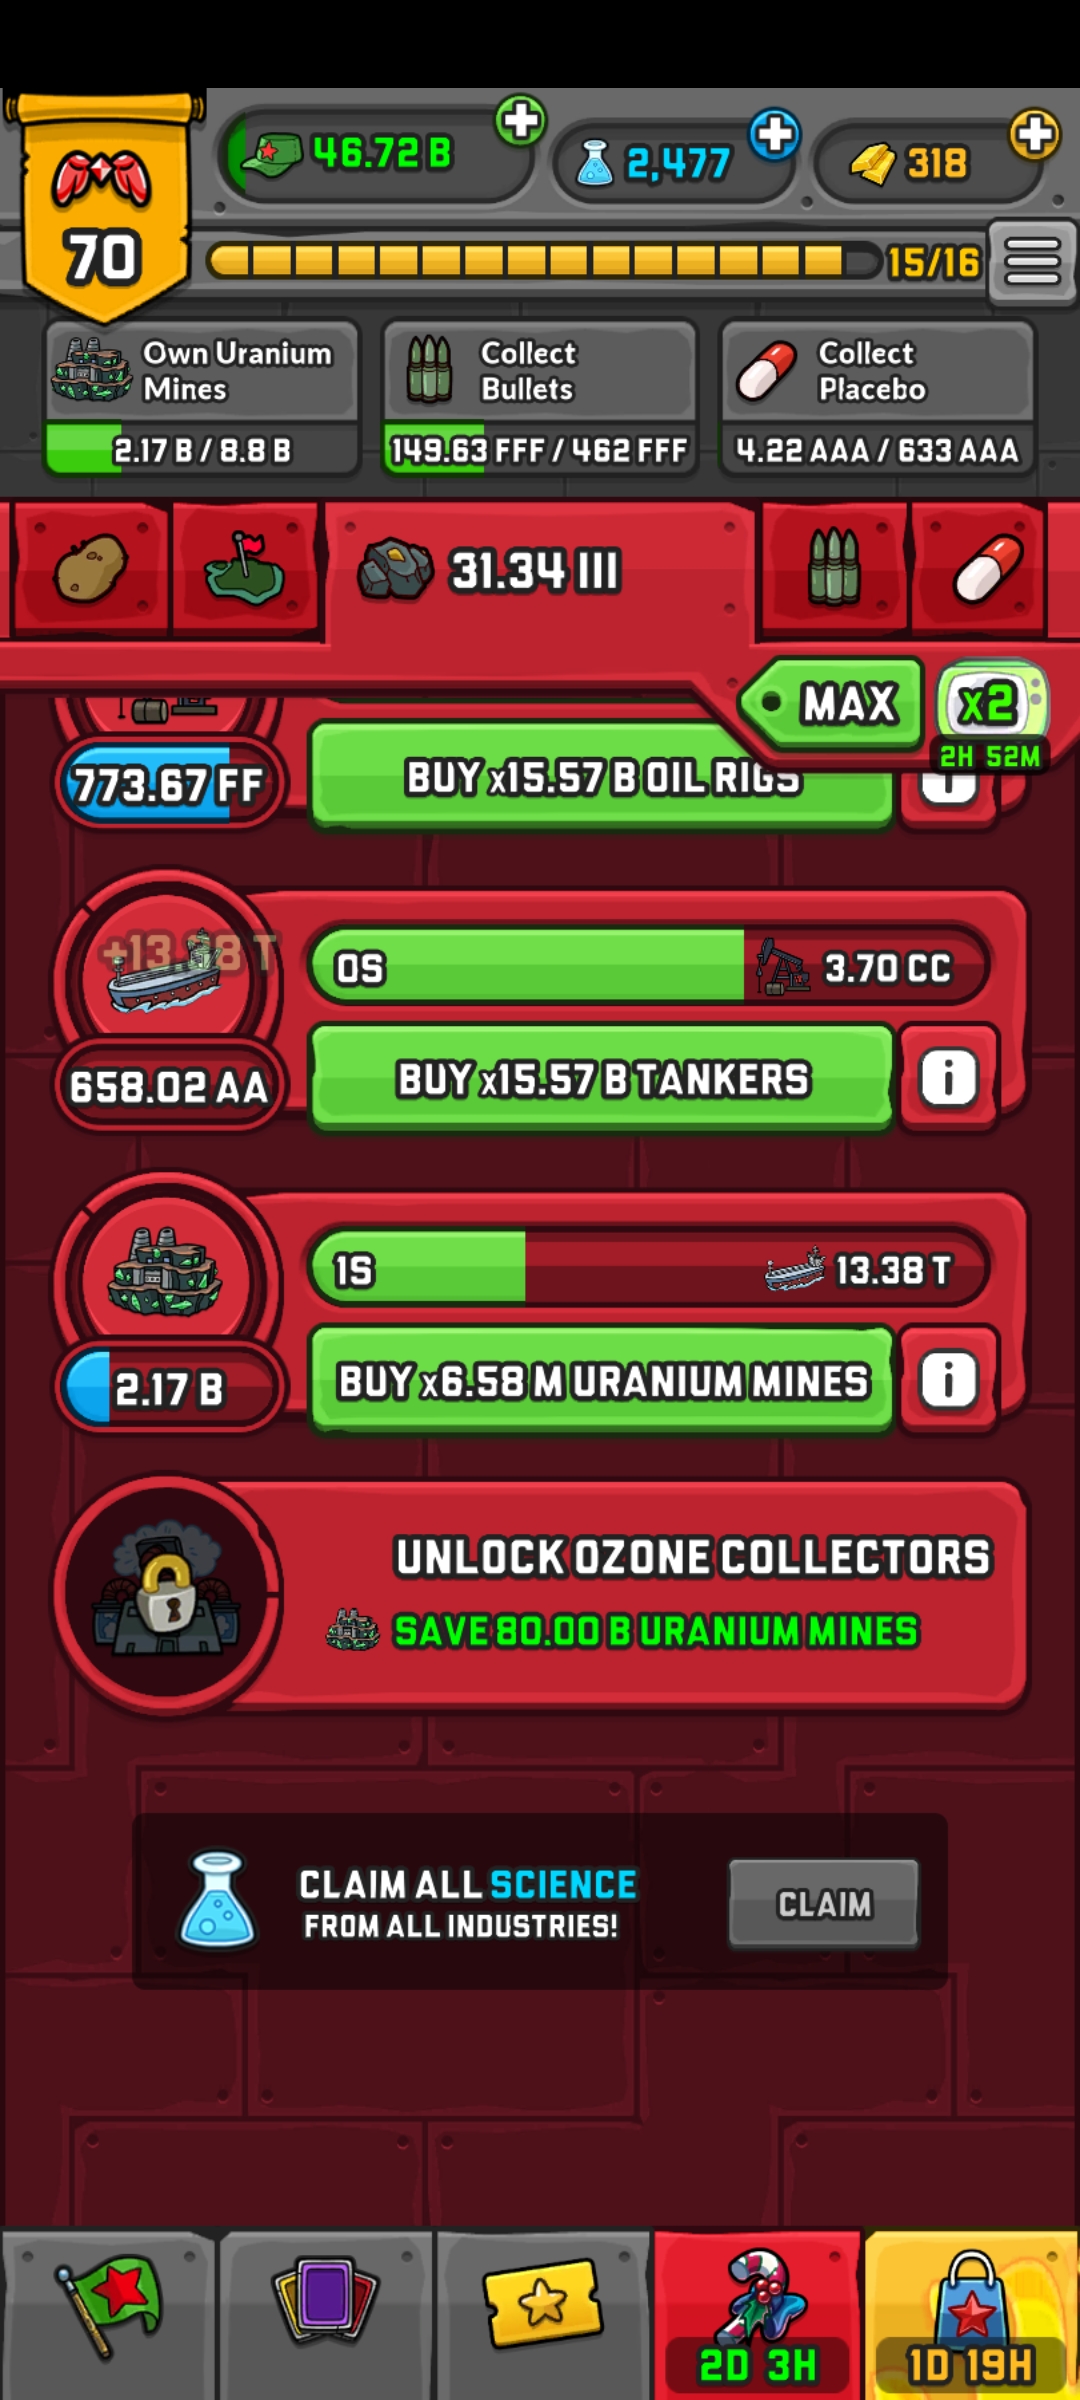 46.72 B
2,477
318
70
15/16
Own Uranium
Mines
2.17 B / 8.8 B
Collect
Bullets
149.63 FFF / 462 FFF
Collect
Placebo
4.22 AAA / 633 AAA
31.34 III
MAX
x2
2H 52M
773.67 FF
BUY x15.57 B OIL RIGS
+13.38 T
0S
3.70 CC
658.02 AA
BUY x15.57 B TANKERS
i
1S
13.38 T
2.17 B
BUY x6.58 M URANIUM MINES
i
UNLOCK OZONE COLLECTORS
SAVE 80.00 B URANIUM MINES
CLAIM ALL SCIENCE
FROM ALL INDUSTRIES!
CLAIM
2D 3H
1D 19H